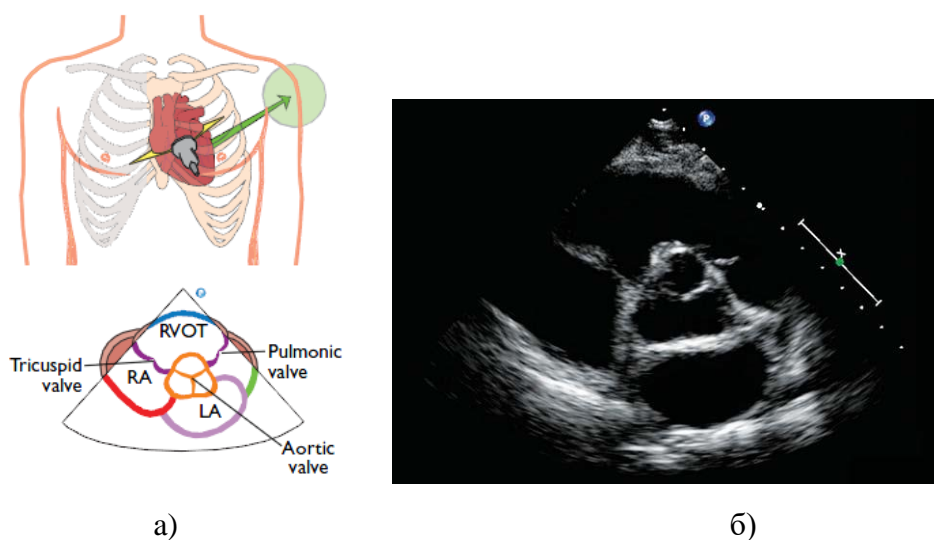 P
P
RVOT
Tricuspid
valve
Pulmonic
valve
RA
LA
Aortic
valve
а)
б)